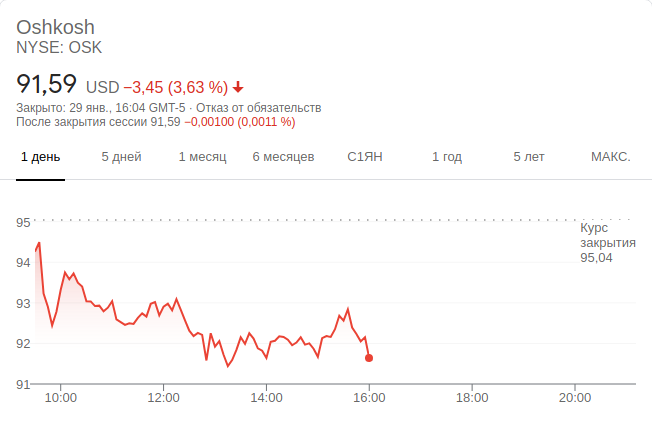 Oshkosh
NYSE: OSK
91,59 USD −3,45 (3,63 %)
Закрыто: 29 янв., 16:04 GMT-5 · Отказ от обязательств
После закрытия сессии 91,59 −0,00100 (0,0011 %)
1 день 5 дней 1 месяц 6 месяцев С1ЯН 1 год 5 лет МАКС.
95
Курс
закрытия
95,04
94
93
92
91
10:00 12:00 14:00 16:00 18:00 20:00